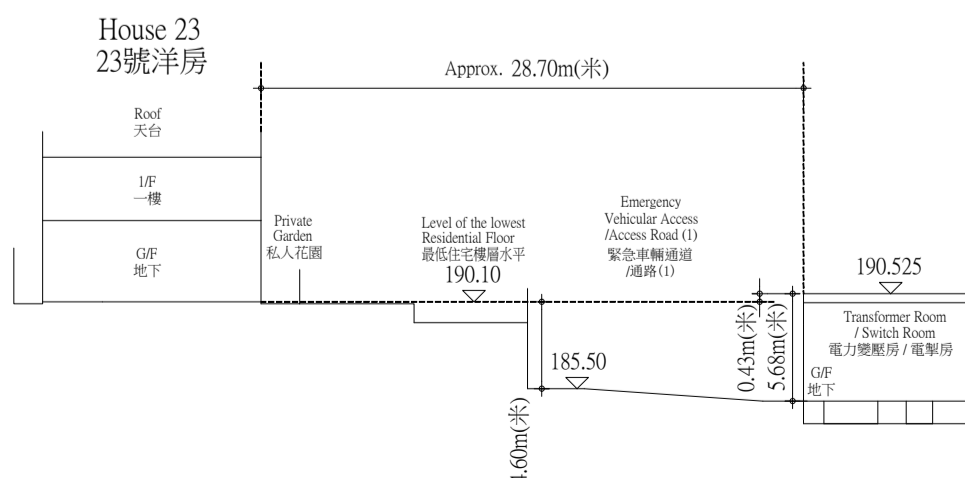 House 23
23號洋房
Approx. 28.70m(米)
Roof
天台
1/F
一樓
G/F
地下
Private
Garden
私人花園
Level of the lowest
Residential Floor
最低住宅樓層水平
190.10
Emergency
Vehicular Access
/Access Road (1)
緊急車輛通道
/通路(1)
190.525
Transformer Room
/ Switch Room
電力變壓房 / 電掣房
G/F
地下
0.43m(米)
5.68m(米)
185.50
4.60m(米)